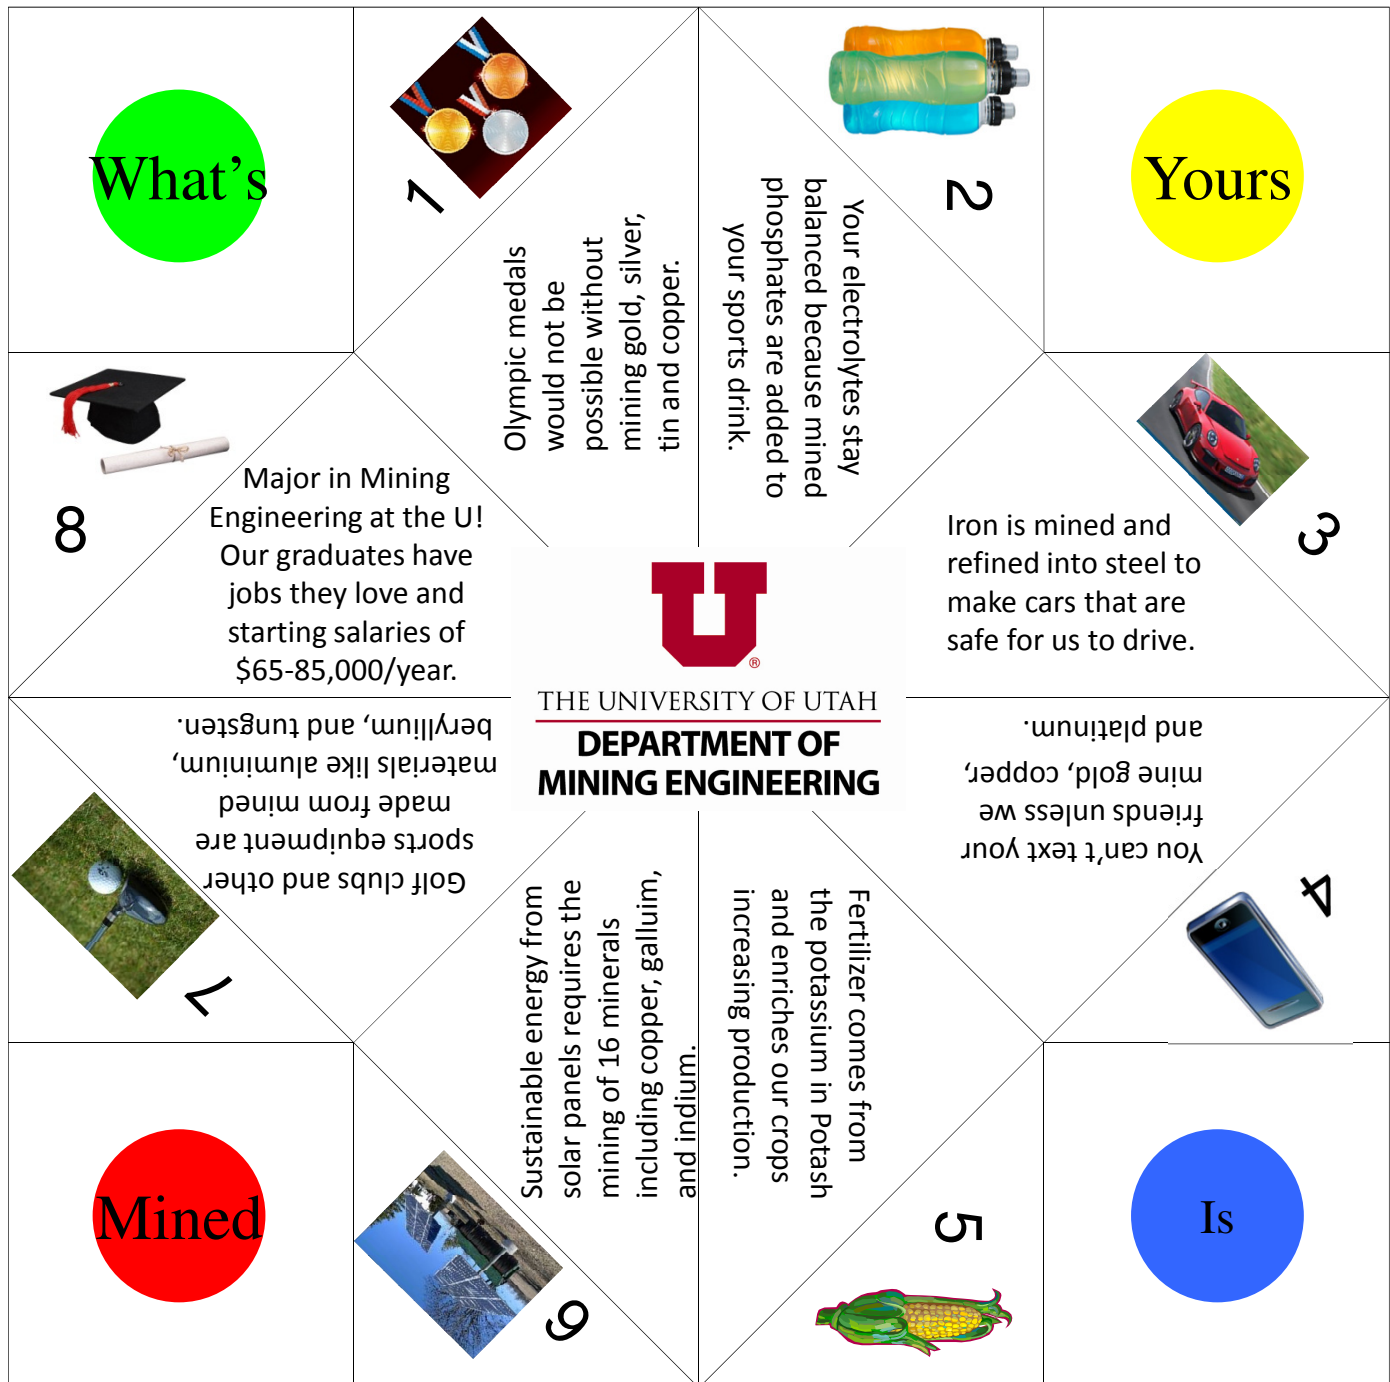 What's
Yours
Is
Mined
1
Olympic medals
would not be
possible without
mining gold, silver,
tin and copper.
2
Your electrolytes stay
balanced because mined
phosphates are added to
your sports drink.
3
Iron is mined and
refined into steel to
make cars that are
safe for us to drive.
4
You can't text your
friends unless we
mine gold, copper,
and platinum.
5
Fertilizer comes from
the potassium in Potash
and enriches our crops
increasing production.
6
Sustainable energy from
solar panels requires the
mining of 16 minerals
including copper, galluim,
and indium.
7
Golf clubs and other
sports equipment are
made from mined
materials like aluminium,
beryllium, and tungsten.
8
Major in Mining
Engineering at the U!
Our graduates have
jobs they love and
starting salaries of
$65-85,000/year.
U®
THE UNIVERSITY OF UTAH
DEPARTMENT OF
MINING ENGINEERING